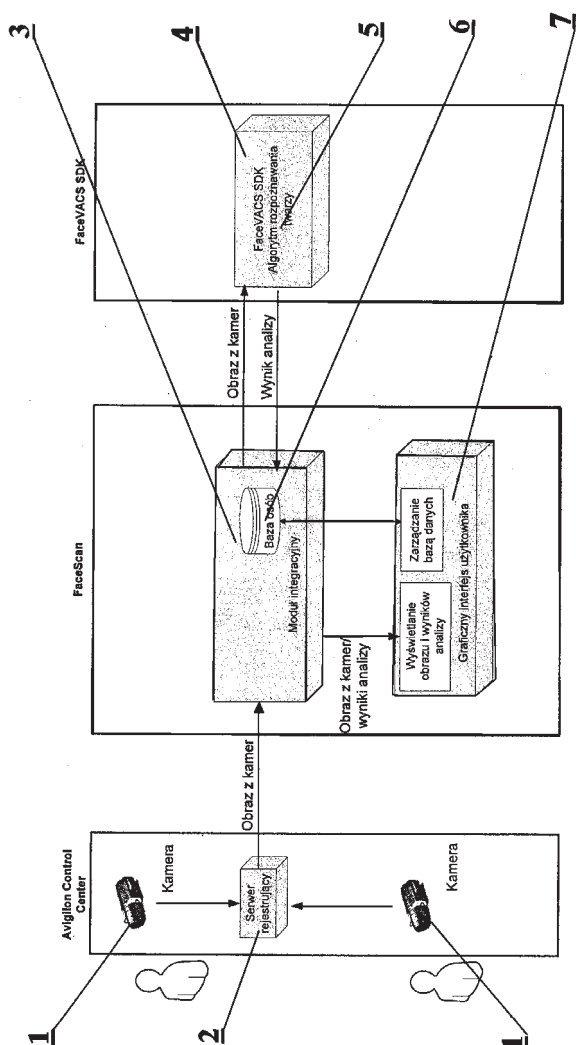 3
4
5
6
7
FaceVACS SDK
FaceVACS SDK
Algorytm rozpoznawania
twarzy
Obraz z kamer
Wynik analizy
FaceScan
Baza osób
Moduł integracyjny
Obraz z kamer/
wyniki analizy
Wyświetlanie
obrazu i wyników
analizy
Zarządzanie
bazą danych
Graficzny interfejs użytkownika
Obraz z kamer
Avigilon Control
Center
Kamera
Serwer
rejestrujący
Kamera
1
2
1